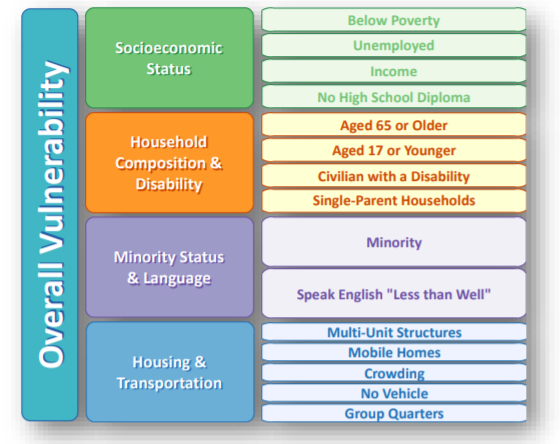 Overall Vulnerability
Socioeconomic
Status
Below Poverty
Unemployed
Income
No High School Diploma
Household
Composition &
Disability
Aged 65 or Older
Aged 17 or Younger
Civilian with a Disability
Single-Parent Households
Minority Status
& Language
Minority
Speak English "Less than Well"
Housing &
Transportation
Multi-Unit Structures
Mobile Homes
Crowding
No Vehicle
Group Quarters